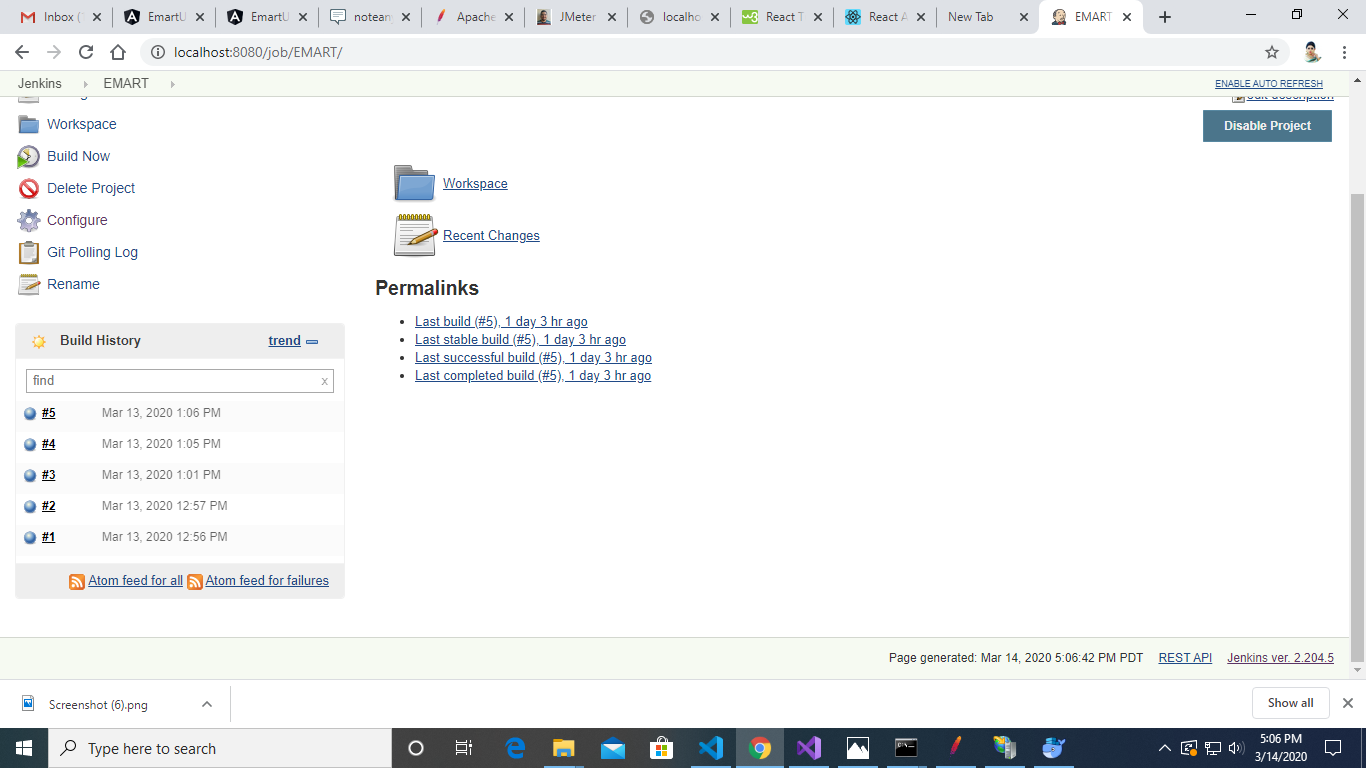 Inbox (
EmartU
EmartU
notean
Apache
JMeter
localho
React T
React A
New Tab
EMART
localhost:8080/job/EMART/
Jenkins
EMART
ENABLE AUTO REFRESH
edit description
Disable Project
Workspace
Build Now
Delete Project
Configure
Git Polling Log
Rename
Workspace
Recent Changes
Permalinks
Last build (#5), 1 day 3 hr ago
Last stable build (#5), 1 day 3 hr ago
Last successful build (#5), 1 day 3 hr ago
Last completed build (#5), 1 day 3 hr ago
Build History
trend
find
x
#5 Mar 13, 2020 1:06 PM
#4 Mar 13, 2020 1:05 PM
#3 Mar 13, 2020 1:01 PM
#2 Mar 13, 2020 12:57 PM
#1 Mar 13, 2020 12:56 PM
Atom feed for all Atom feed for failures
Page generated: Mar 14, 2020 5:06:42 PM PDT REST API Jenkins ver. 2.204.5
Screenshot (6).png
Show all
Type here to search
5:06 PM
3/14/2020